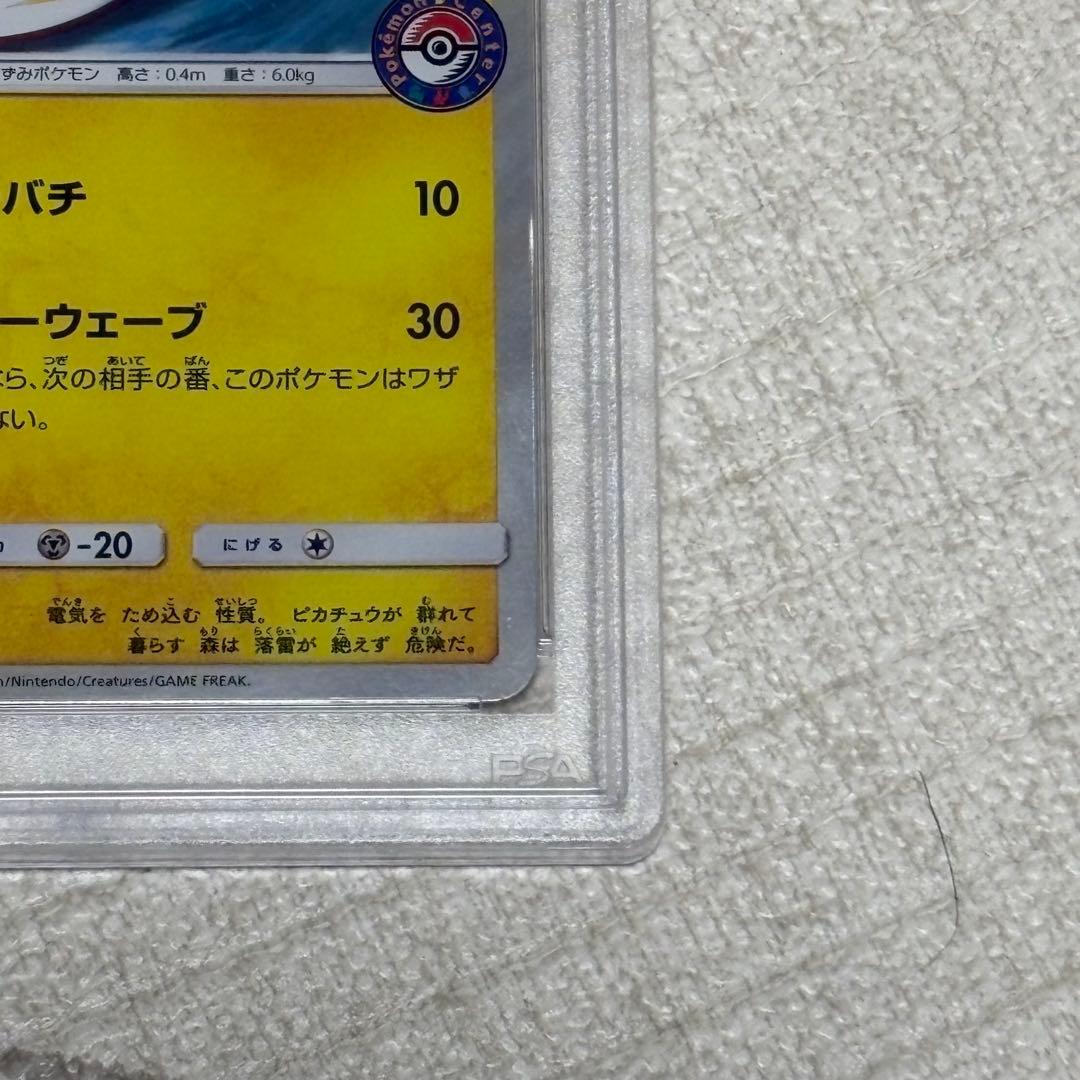 Pokémon Center
ずみポケモン 高さ：0.4m 重さ：6.0kg
バチ 10
ーウェーブ 30
ら、次の相手の番、このポケモンはワザ
ない。
-20 にげる
電気を ため込む 性質。 ピカチュウが 群れて
暮らす 森は 落雷が 絶えず 危険だ。
/Nintendo/Creatures/GAME FREAK.
PSA